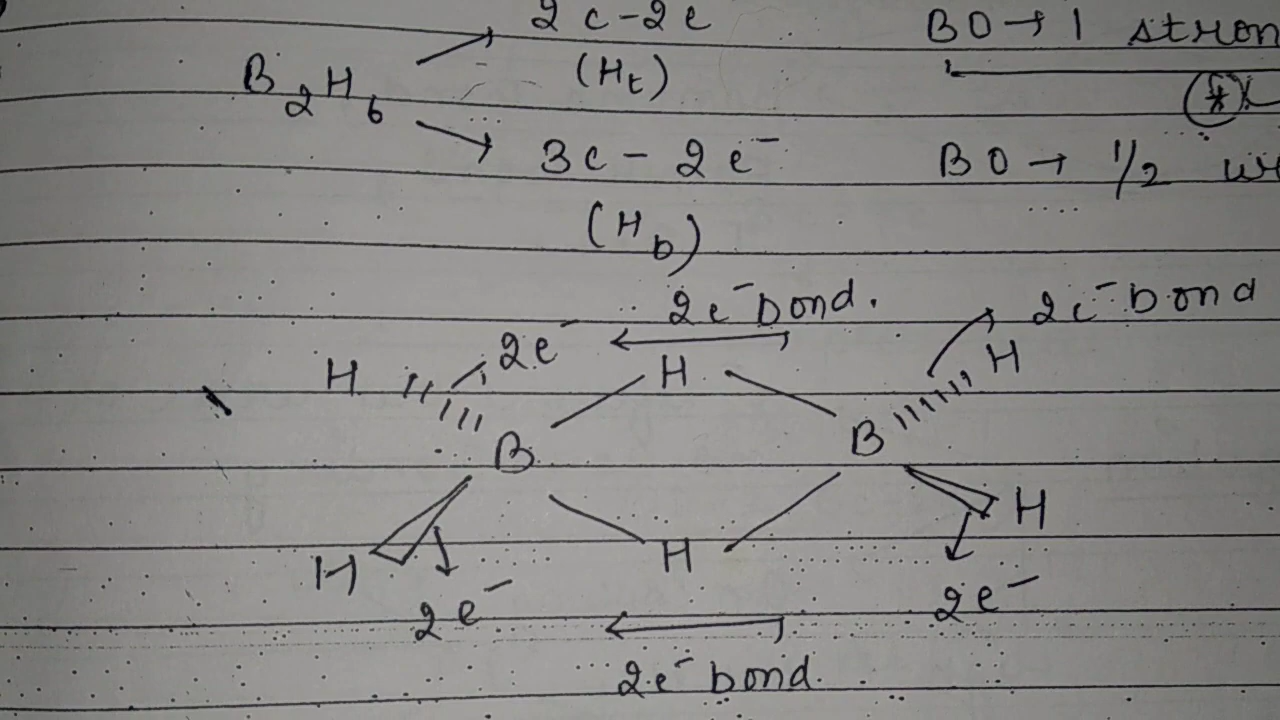 2c-2e BO → 1 stron
B2H6 (Ht)
*
3c - 2e⁻ BO → 1/2
(Hb)
2e⁻ bond. 2e⁻ bond
H 2e⁻ H H
B B
H H H
2e⁻ 2e⁻
2e⁻ bond.